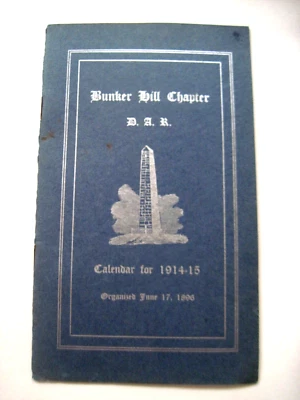 Bunker Hill Chapter
D. A. R.
Calendar for 1914-15
Organized June 17, 1896